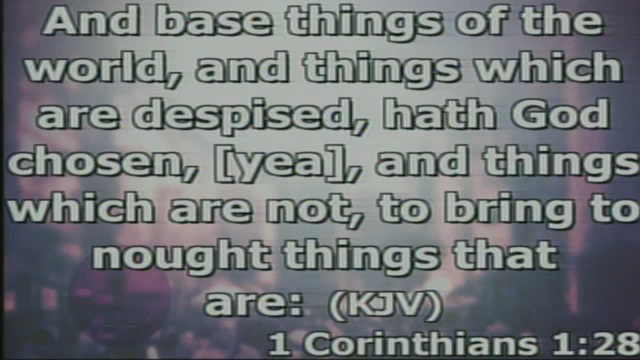 And base things of the
world, and things which
are despised, hath God
chosen, [yea], and things
which are not, to bring to
nought things that
are: (KJV)
1 Corinthians 1:28